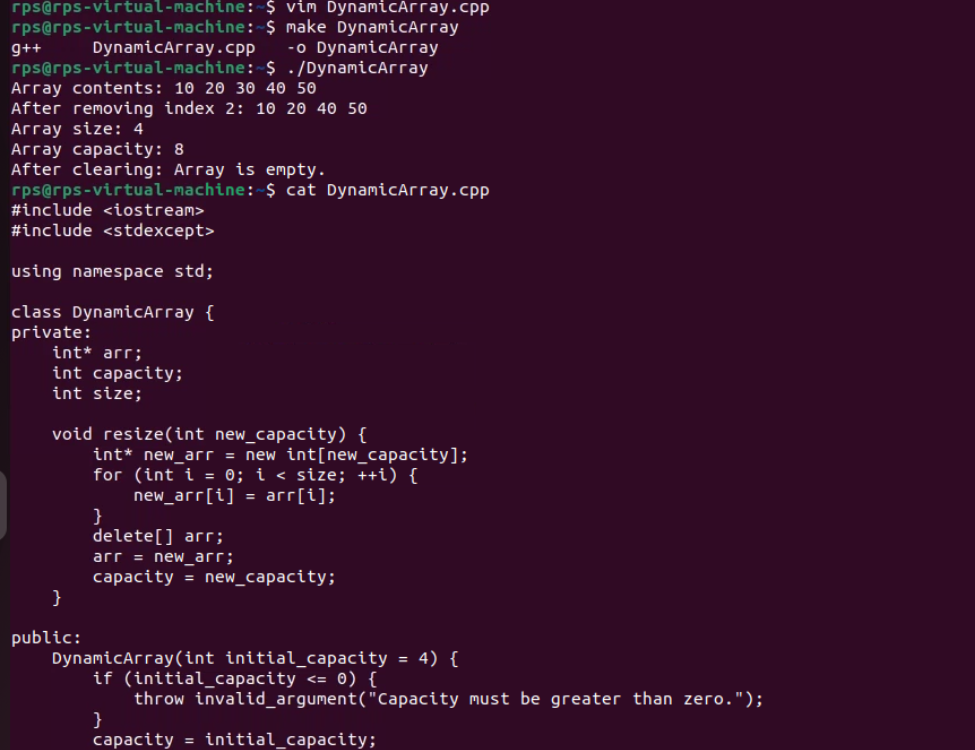 rps@rps-virtual-machine:~$ vim DynamicArray.cpp
rps@rps-virtual-machine:~$ make DynamicArray
g++     DynamicArray.cpp   -o DynamicArray
rps@rps-virtual-machine:~$ ./DynamicArray
Array contents: 10 20 30 40 50
After removing index 2: 10 20 40 50
Array size: 4
Array capacity: 8
After clearing: Array is empty.
rps@rps-virtual-machine:~$ cat DynamicArray.cpp
#include <iostream>
#include <stdexcept>

using namespace std;

class DynamicArray {
private:
    int* arr;
    int capacity;
    int size;

    void resize(int new_capacity) {
        int* new_arr = new int[new_capacity];
        for (int i = 0; i < size; ++i) {
            new_arr[i] = arr[i];
        }
        delete[] arr;
        arr = new_arr;
        capacity = new_capacity;
    }

public:
    DynamicArray(int initial_capacity = 4) {
        if (initial_capacity <= 0) {
            throw invalid_argument("Capacity must be greater than zero.");
        }
        capacity = initial_capacity;